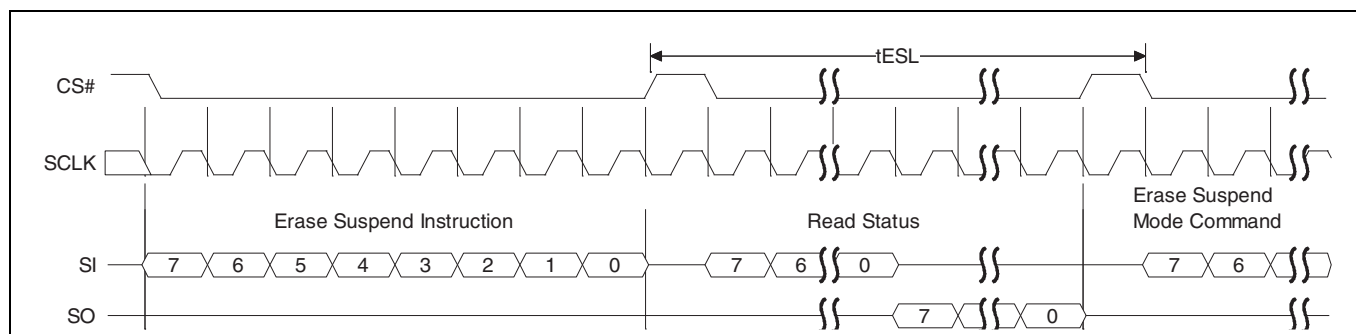 tESL
CS#
SCLK
Erase Suspend Instruction
Read Status
Erase Suspend
Mode Command
SI
7 6 5 4 3 2 1 0 7 6 0 7 6
SO
7 0